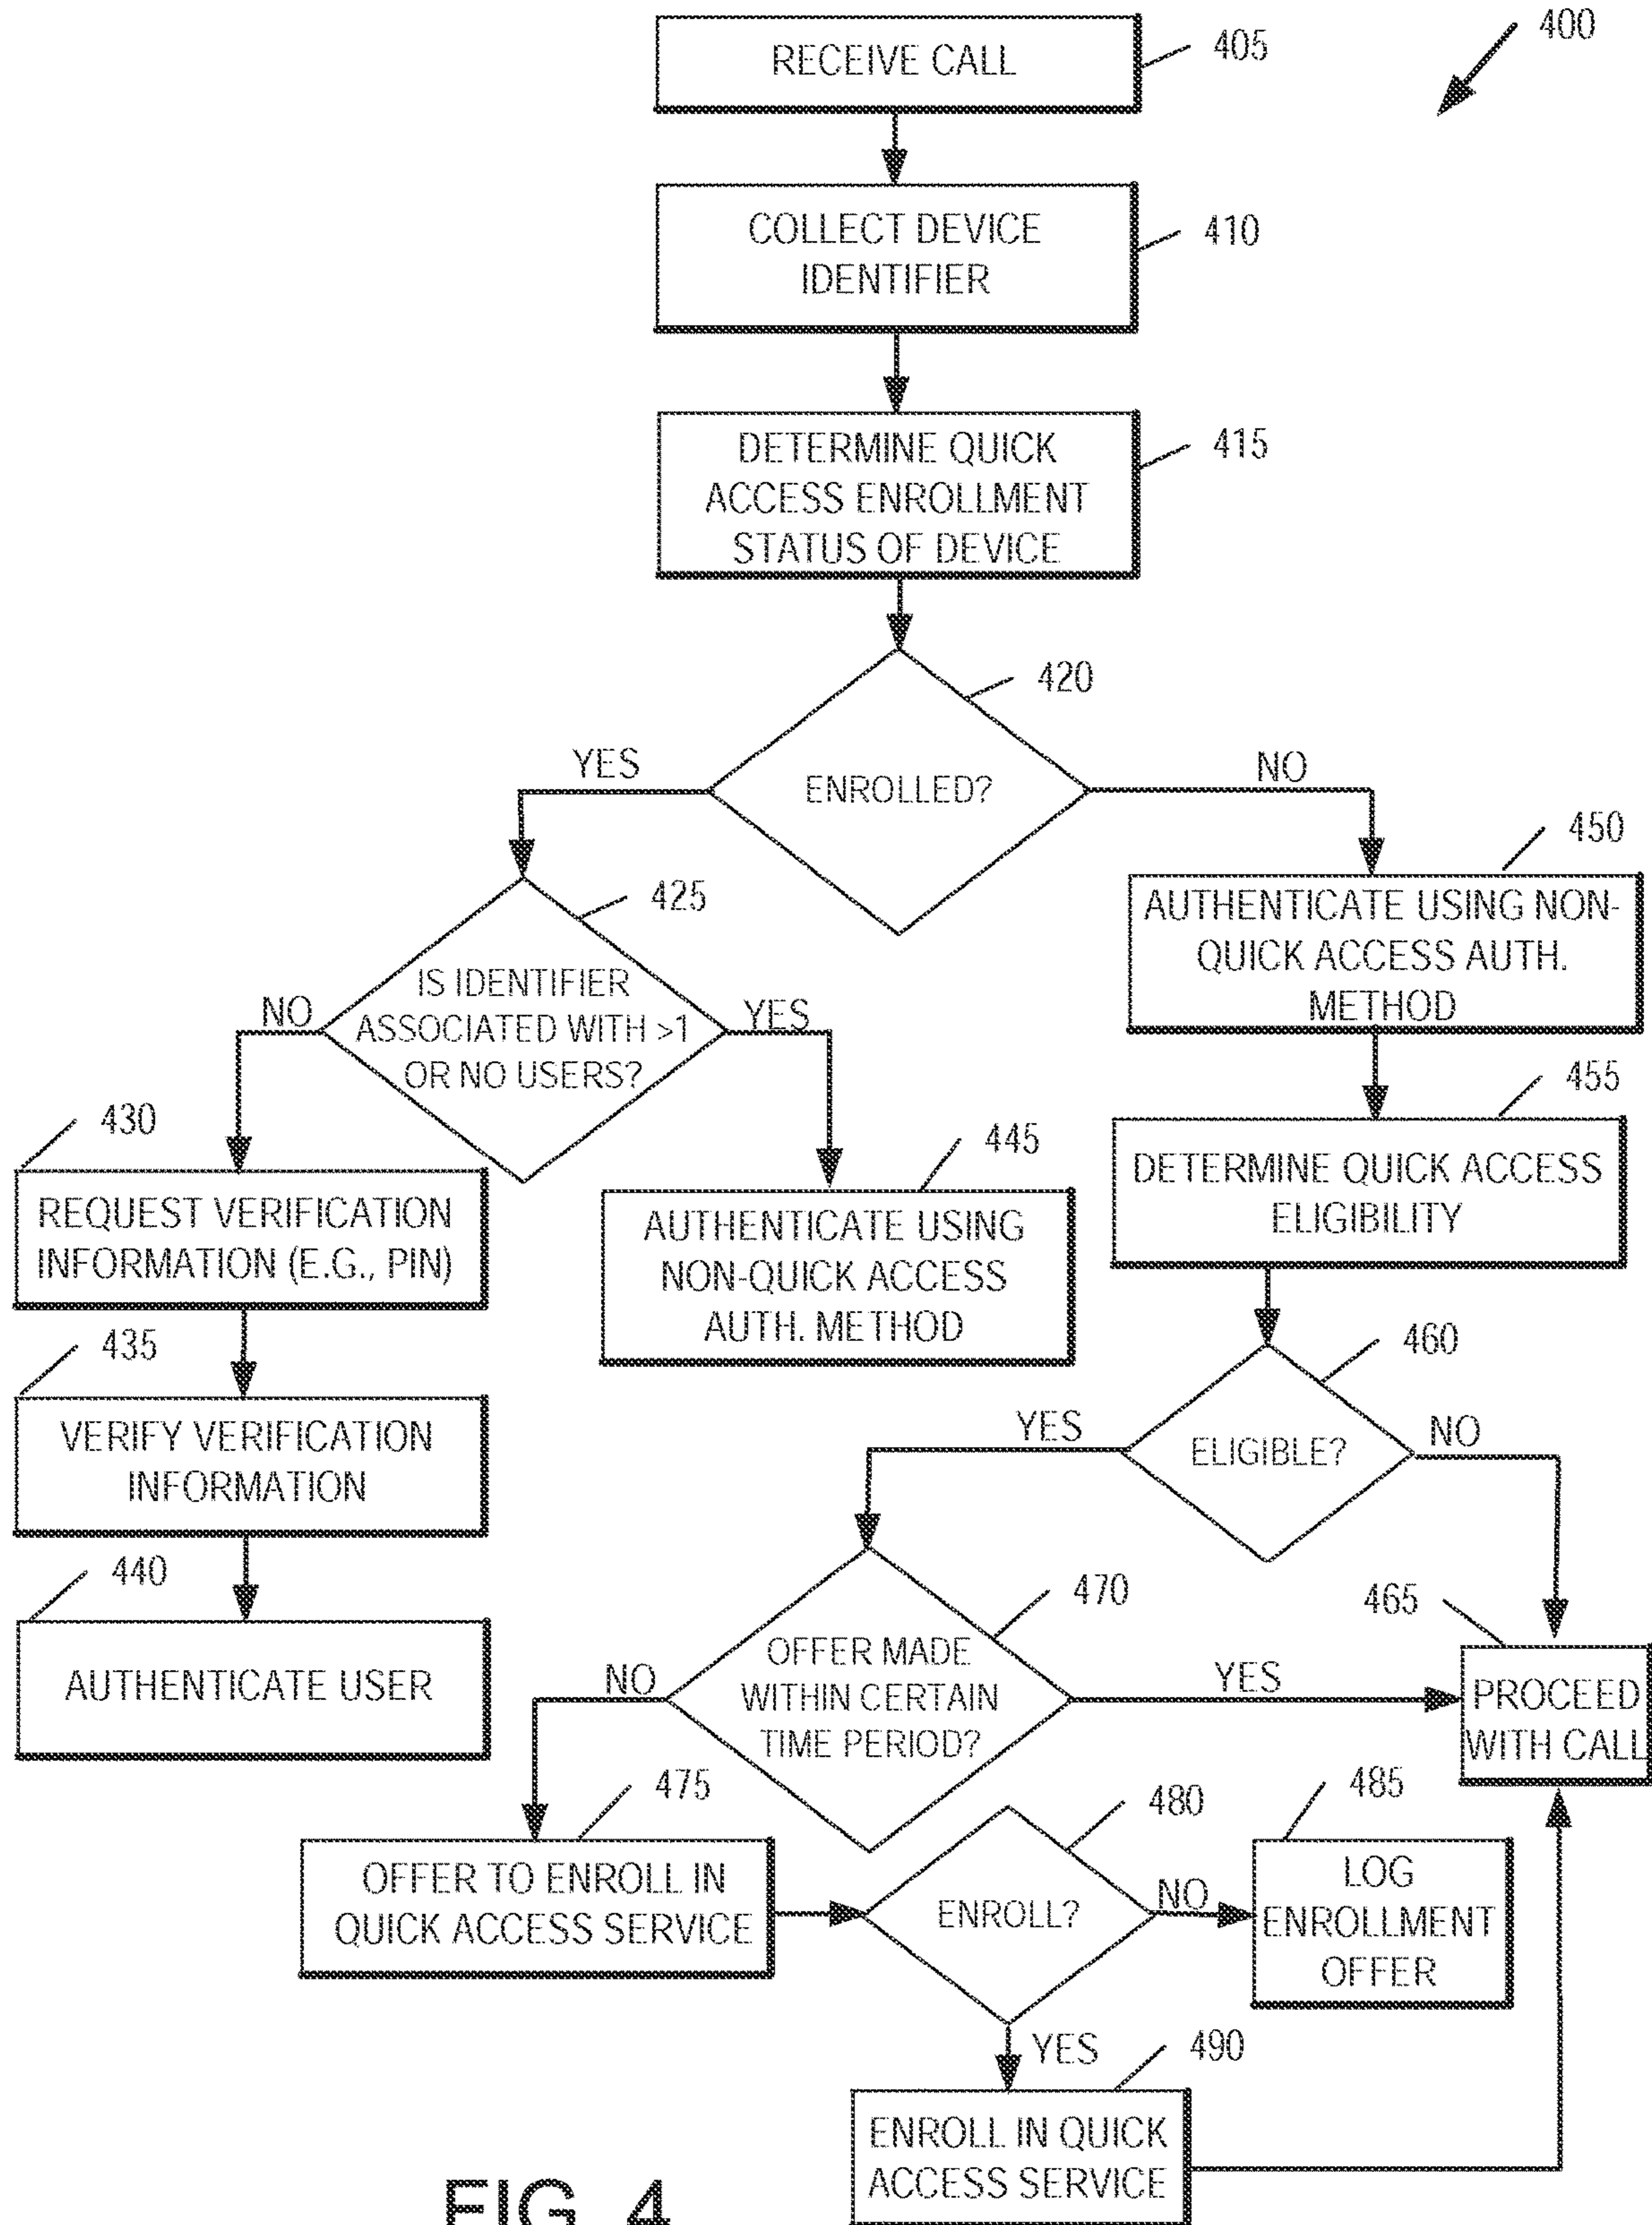 400
RECEIVE CALL
405
COLLECT DEVICE
IDENTIFIER
410
DETERMINE QUICK
ACCESS ENROLLMENT
STATUS OF DEVICE
415
420
ENROLLED?
YES
NO
425
IS IDENTIFIER
ASSOCIATED WITH >1
OR NO USERS?
NO
YES
450
AUTHENTICATE USING NON-
QUICK ACCESS AUTH.
METHOD
430
REQUEST VERIFICATION
INFORMATION (E.G., PIN)
445
AUTHENTICATE USING
NON-QUICK ACCESS
AUTH. METHOD
455
DETERMINE QUICK ACCESS
ELIGIBILITY
435
VERIFY VERIFICATION
INFORMATION
460
ELIGIBLE?
YES
NO
440
AUTHENTICATE USER
470
OFFER MADE
WITHIN CERTAIN
TIME PERIOD?
NO
YES
465
PROCEED
WITH CALL
475
OFFER TO ENROLL IN
QUICK ACCESS SERVICE
480
ENROLL?
NO
485
LOG
ENROLLMENT
OFFER
YES
490
ENROLL IN QUICK
ACCESS SERVICE
FIG. 4